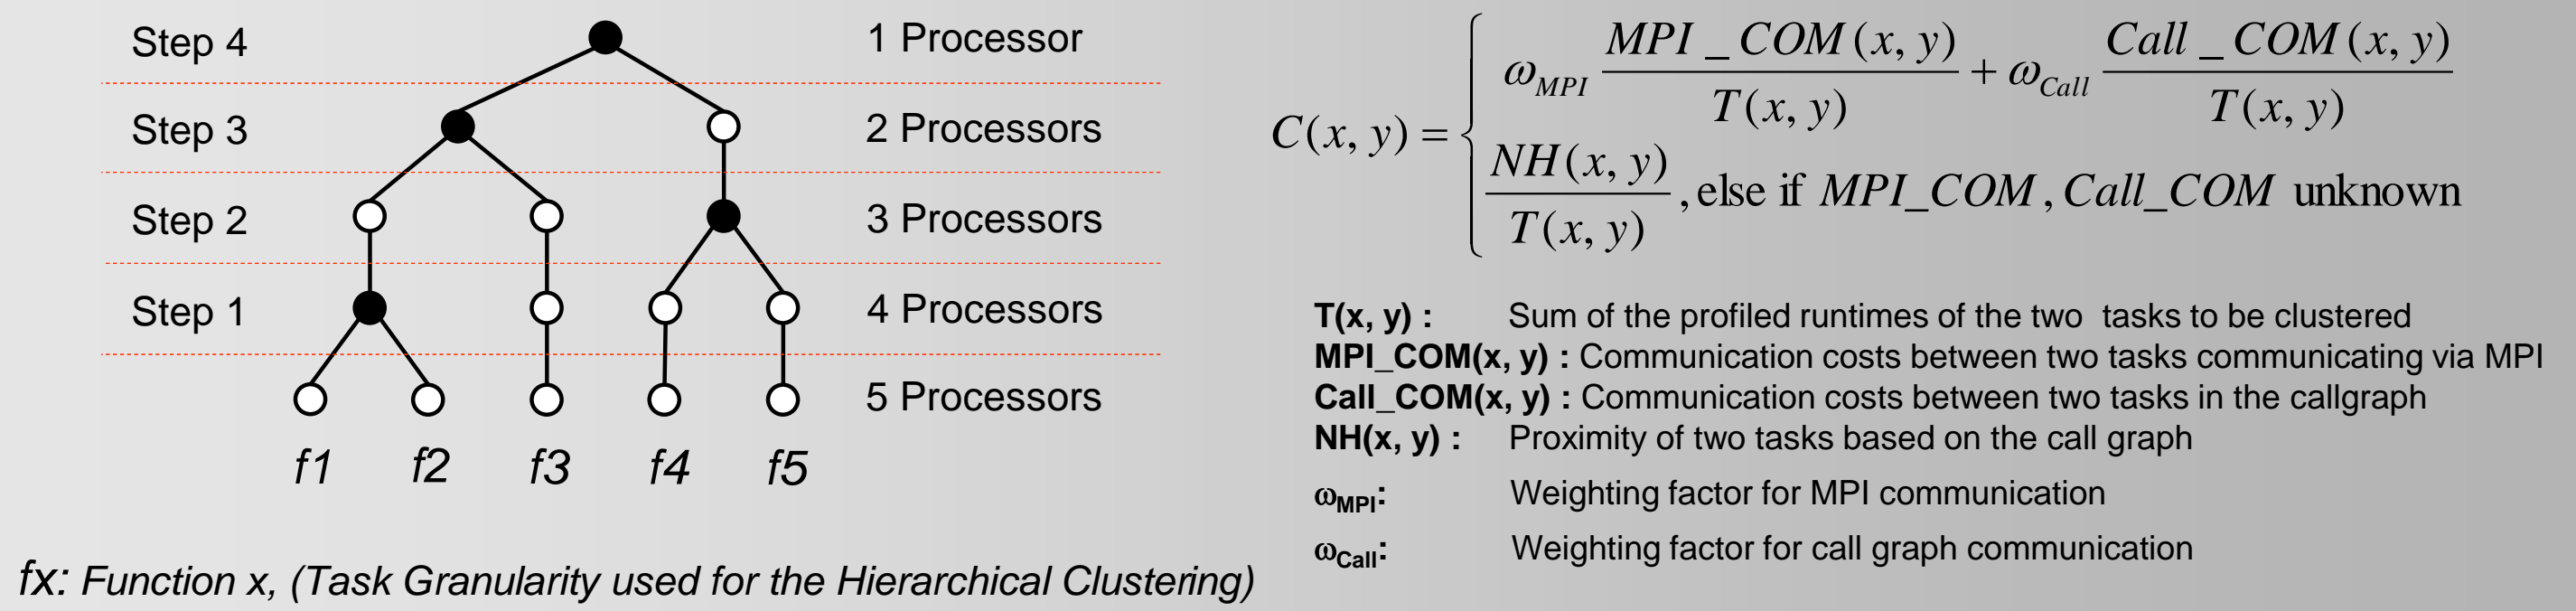 Step 4
1 Processor
Step 3
2 Processors
Step 2
3 Processors
Step 1
4 Processors
5 Processors
f1 f2 f3 f4 f5
fx: Function x, (Task Granularity used for the Hierarchical Clustering)
C(x, y) = { ω_MPI MPI_COM(x, y) / T(x, y) + ω_Call Call_COM(x, y) / T(x, y)
NH(x, y) / T(x, y) , else if MPI_COM , Call_COM unknown
T(x, y) : Sum of the profiled runtimes of the two tasks to be clustered
MPI_COM(x, y) : Communication costs between two tasks communicating via MPI
Call_COM(x, y) : Communication costs between two tasks in the callgraph
NH(x, y) : Proximity of two tasks based on the call graph
ω_MPI: Weighting factor for MPI communication
ω_Call: Weighting factor for call graph communication